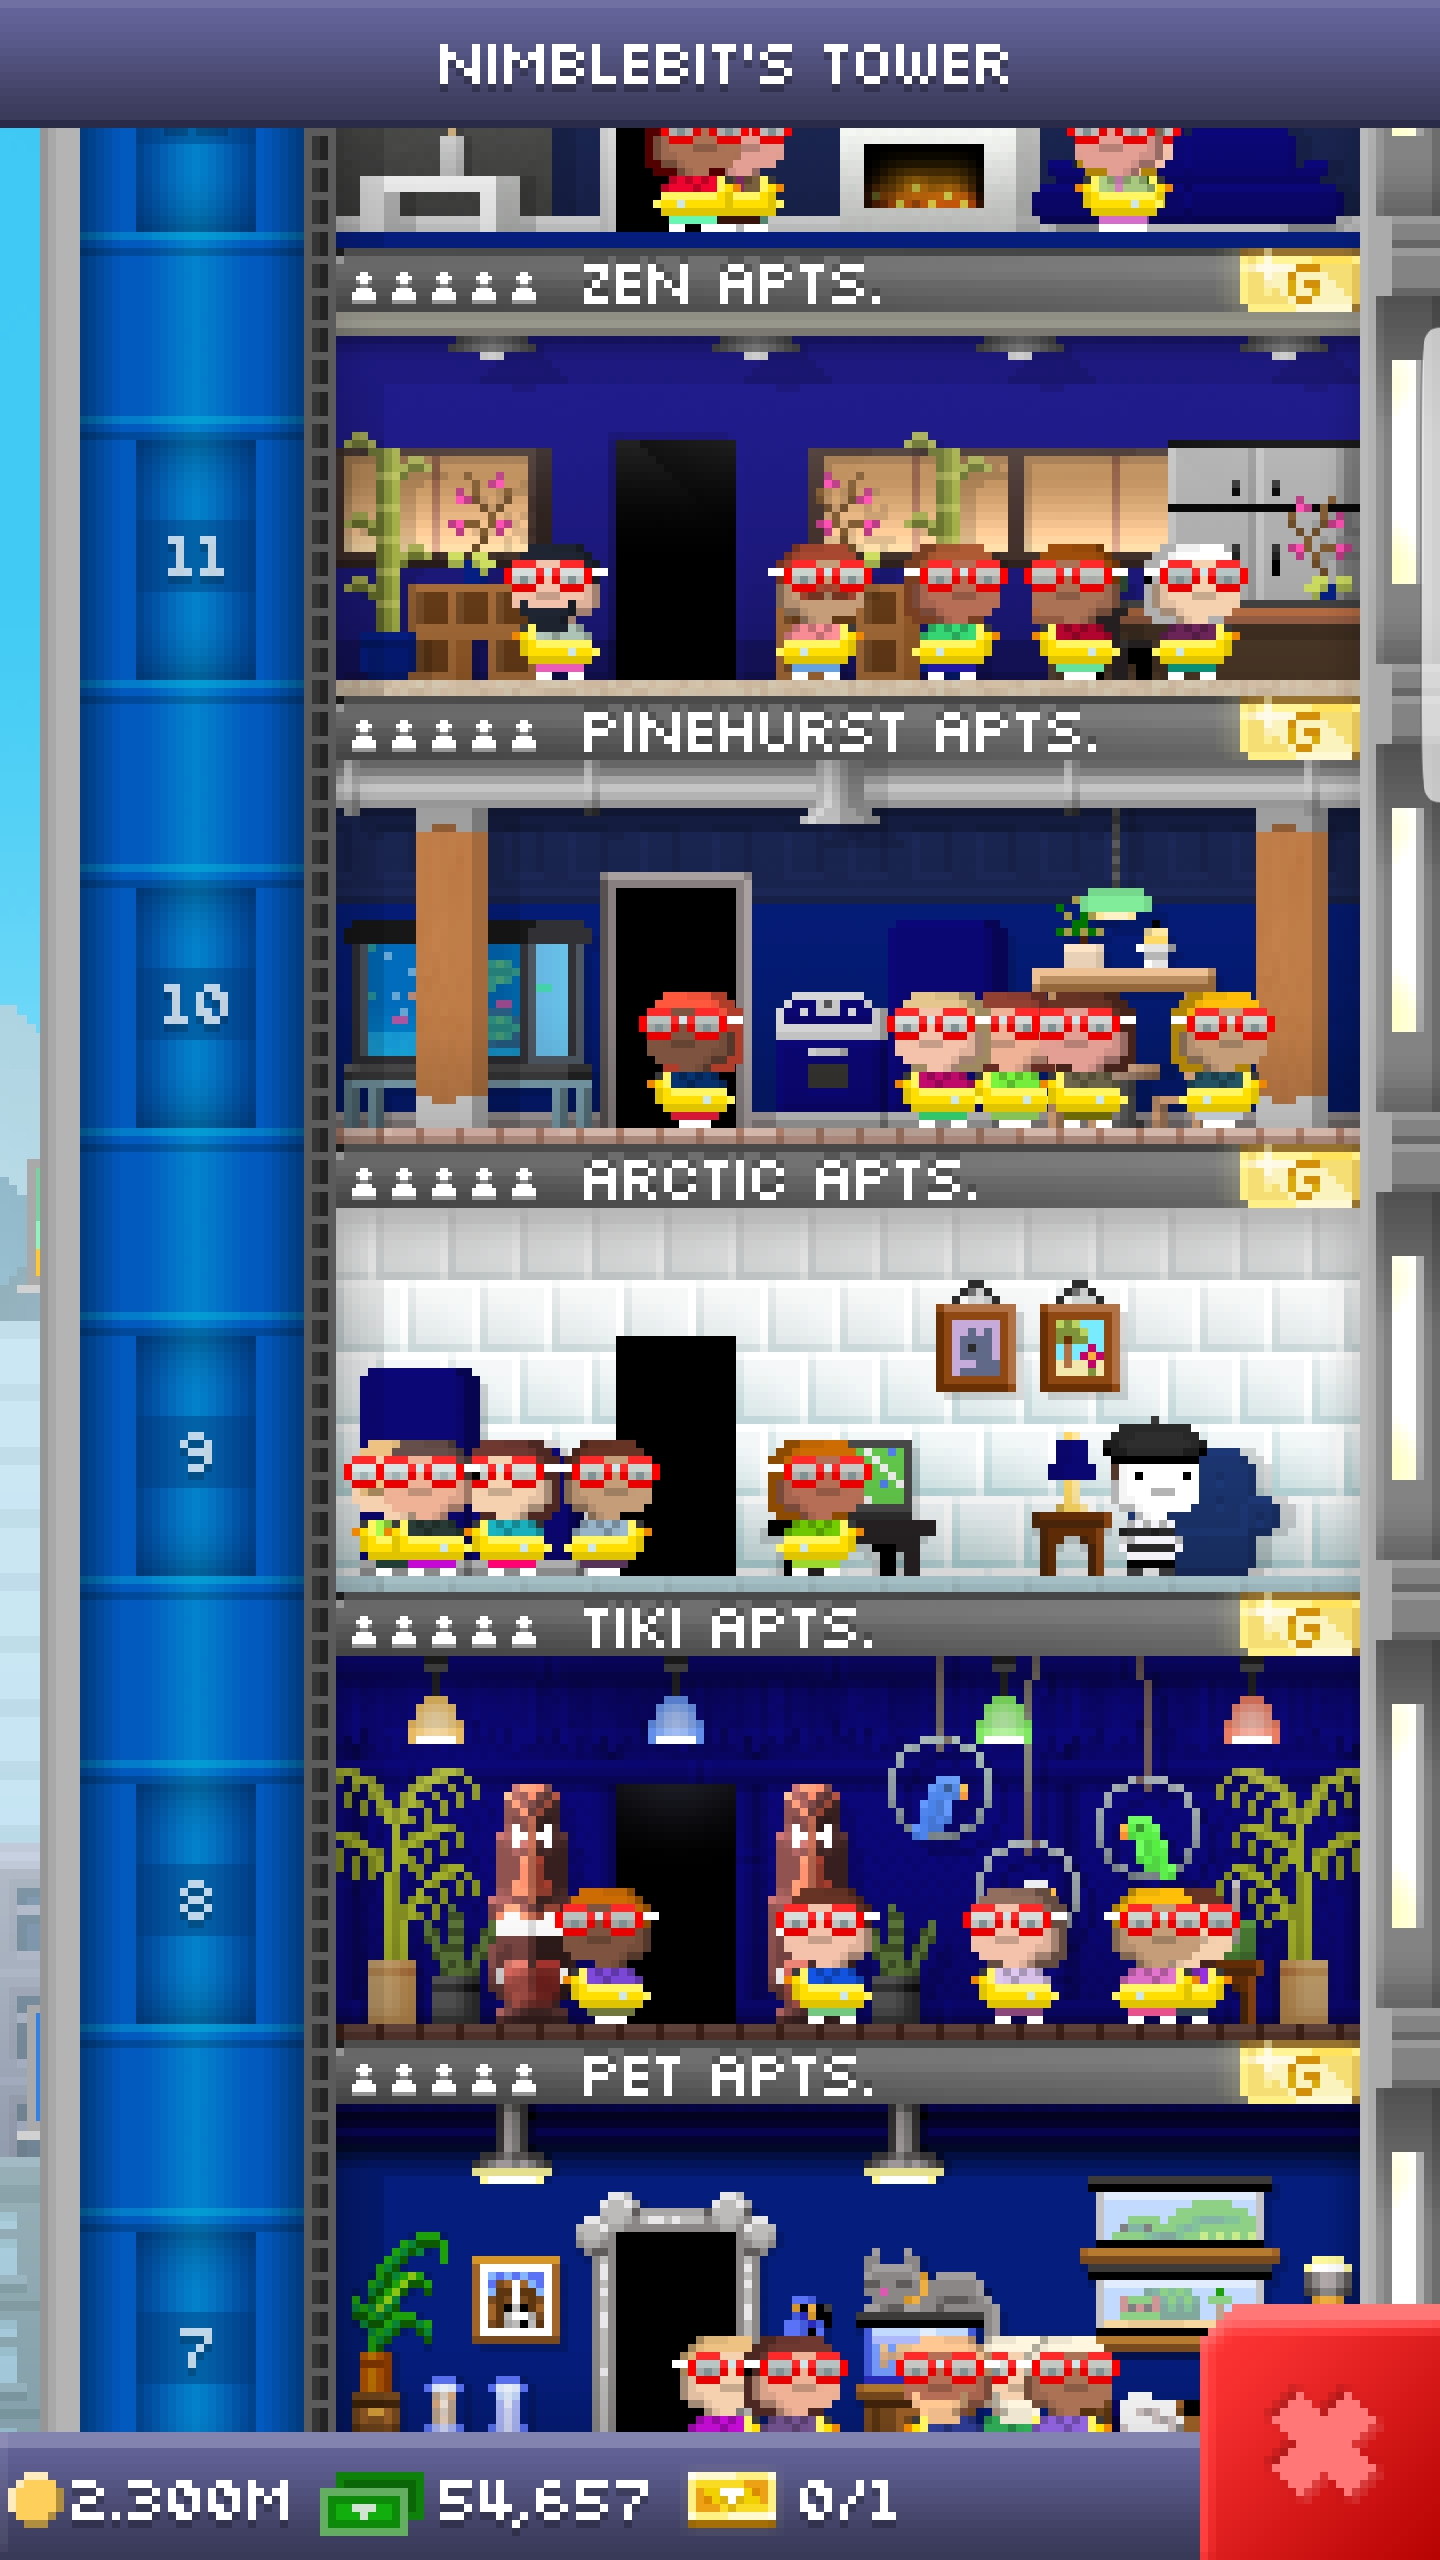 NIMBLEBIT'S TOWER
ZEN APTS. G
11
PINEHURST APTS. G
10
ARCTIC APTS. G
9
TIKI APTS. G
8
PET APTS. G
7
2.300M 54,657 0/1